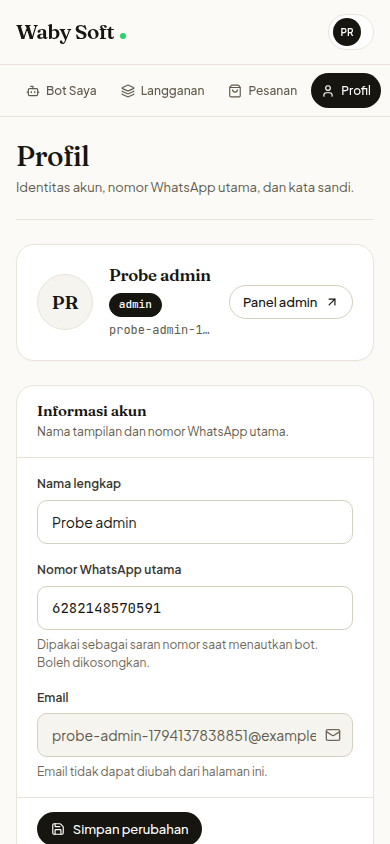 Waby Soft
PR
Bot Saya
Langganan
Pesanan
Profil
Profil
Identitas akun, nomor WhatsApp utama, dan kata sandi.
PR
Probe admin
admin
probe-admin-1…
Panel admin
Informasi akun
Nama tampilan dan nomor WhatsApp utama.
Nama lengkap
Probe admin
Nomor WhatsApp utama
6282148570591
Dipakai sebagai saran nomor saat menautkan bot.
Boleh dikosongkan.
Email
probe-admin-1794137838851@example
Email tidak dapat diubah dari halaman ini.
Simpan perubahan